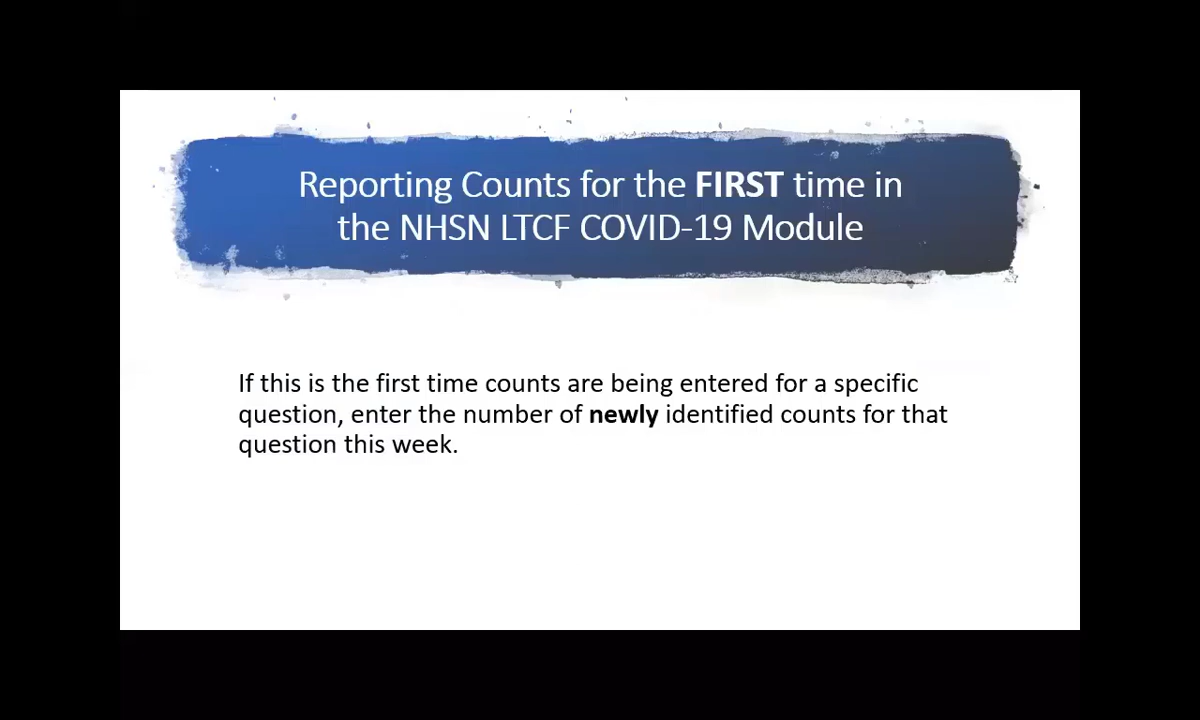 Reporting Counts for the FIRST time in
the NHSN LTCF COVID-19 Module
If this is the first time counts are being entered for a specific
question, enter the number of newly identified counts for that
question this week.